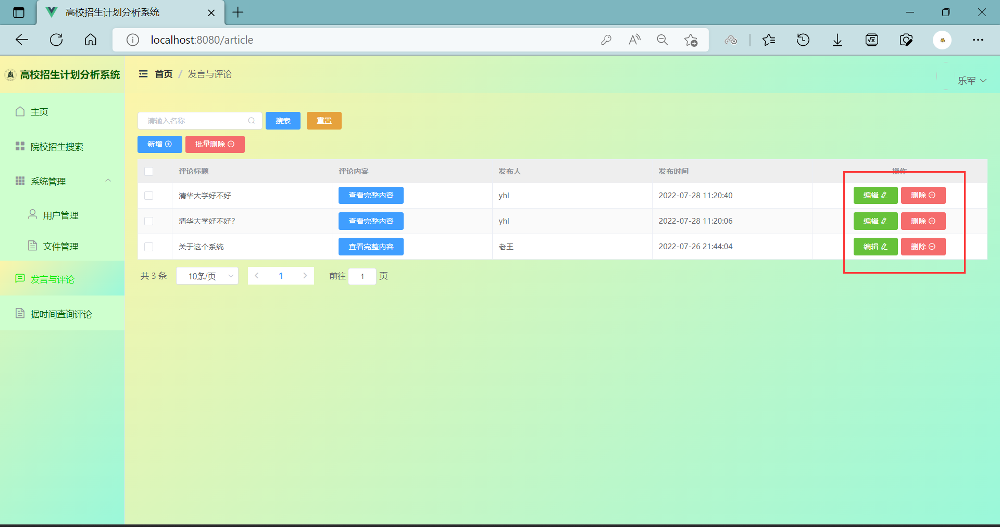 高校招生计划分析系统
localhost:8080/article
高校招生计划分析系统
首页 / 发言与评论
乐军
主页
院校招生搜索
系统管理
用户管理
文件管理
发言与评论
据时间查询评论
请输入名称 搜索 重置
新增 批量删除
评论标题 评论内容 发布人 发布时间 操作
清华大学好不好 查看完整内容 yhl 2022-07-28 11:20:40 编辑 删除
清华大学好不好? 查看完整内容 yhl 2022-07-28 11:20:06 编辑 删除
关于这个系统 查看完整内容 老王 2022-07-26 21:44:04 编辑 删除
共 3 条 10条/页 1 前往 1 页